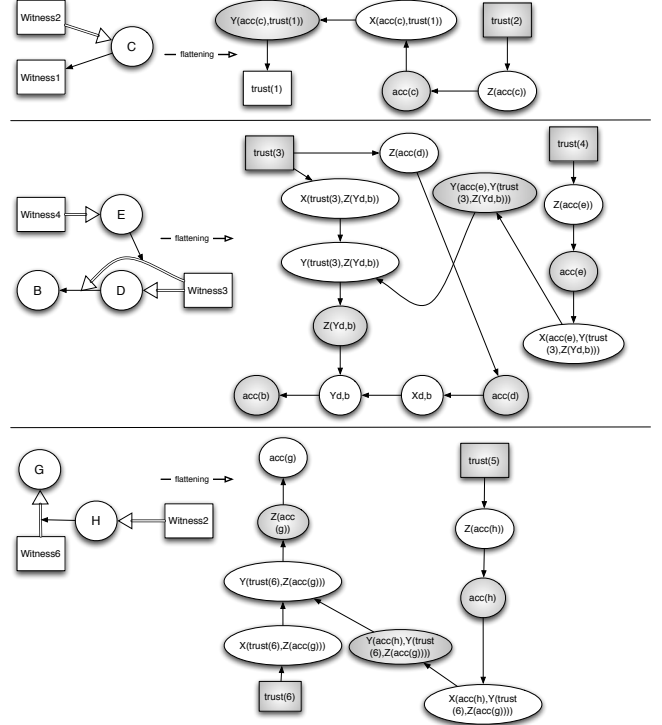 Witness2
C
Witness1
flattening
Y(acc(c),trust(1))
X(acc(c),trust(1))
trust(2)
trust(1)
acc(c)
Z(acc(c))
Witness4
E
B
D
Witness3
flattening
trust(3)
Z(acc(d))
trust(4)
X(trust(3),Z(Yd,b))
Y(acc(e),Y(trust
(3),Z(Yd,b)))
Z(acc(e))
Y(trust(3),Z(Yd,b))
acc(e)
Z(Yd,b)
X(acc(e),Y(trust
(3),Z(Yd,b)))
acc(b)
Yd,b
Xd,b
acc(d)
G
H
Witness2
Witness6
flattening
acc(g)
trust(5)
Z(acc
(g))
Z(acc(h))
Y(trust(6),Z(acc(g)))
acc(h)
X(trust(6),Z(acc(g)))
Y(acc(h),Y(trust
(6),Z(acc(g))))
trust(6)
X(acc(h),Y(trust
(6),Z(acc(g))))